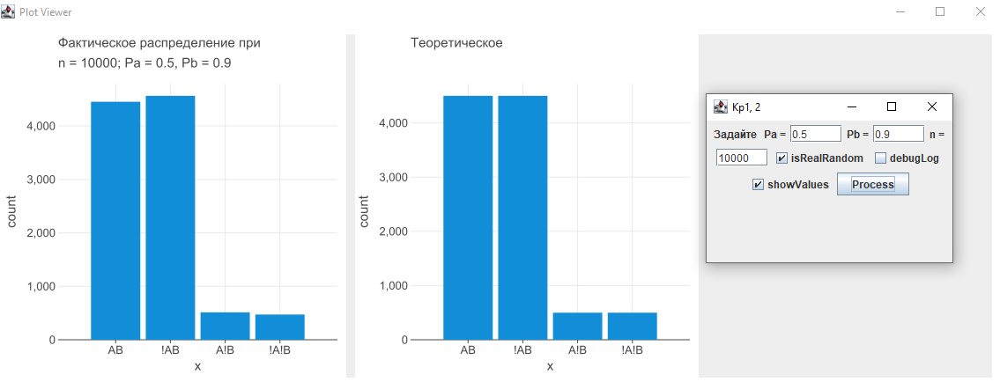 Plot Viewer
Фактическое распределение при
n = 10000; Pa = 0.5, Pb = 0.9
4,000
3,000
2,000
1,000
0
count
AB
!AB
A!B
!A!B
x
Теоретическое
4,000
3,000
2,000
1,000
0
count
AB
!AB
A!B
!A!B
x
Кр1, 2
Задайте Pa = 0.5 Pb = 0.9 n =
10000 isRealRandom debugLog
showValues Process